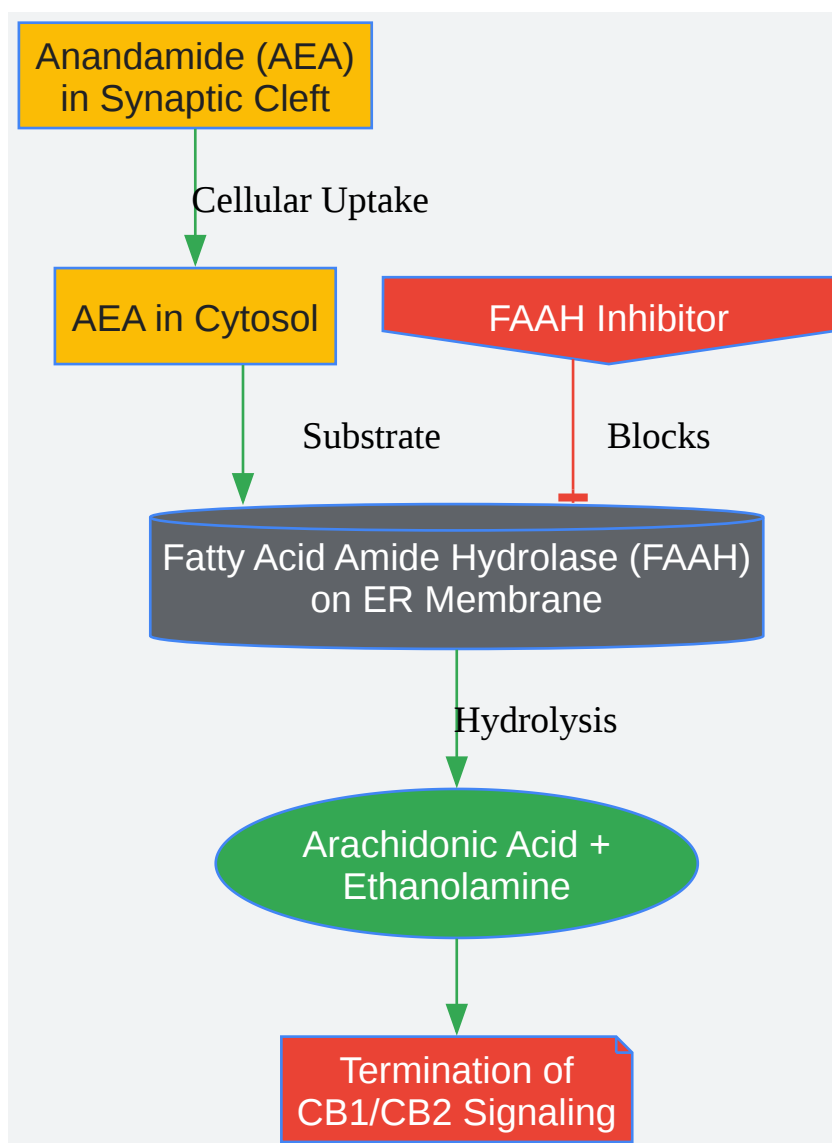 Anandamide (AEA)
in Synaptic Cleft
Cellular Uptake
AEA in Cytosol
FAAH Inhibitor
Substrate
Blocks
Fatty Acid Amide Hydrolase (FAAH)
on ER Membrane
Hydrolysis
Arachidonic Acid +
Ethanolamine
Termination of
CB1/CB2 Signaling